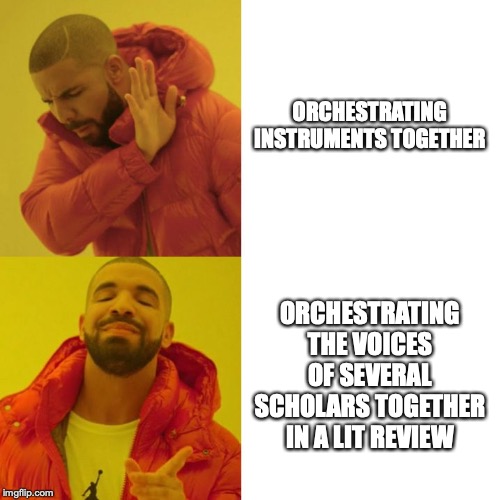 ORCHESTRATING
INSTRUMENTS TOGETHER
ORCHESTRATING
THE VOICES
OF SEVERAL
SCHOLARS TOGETHER
IN A LIT REVIEW
imgflip.com